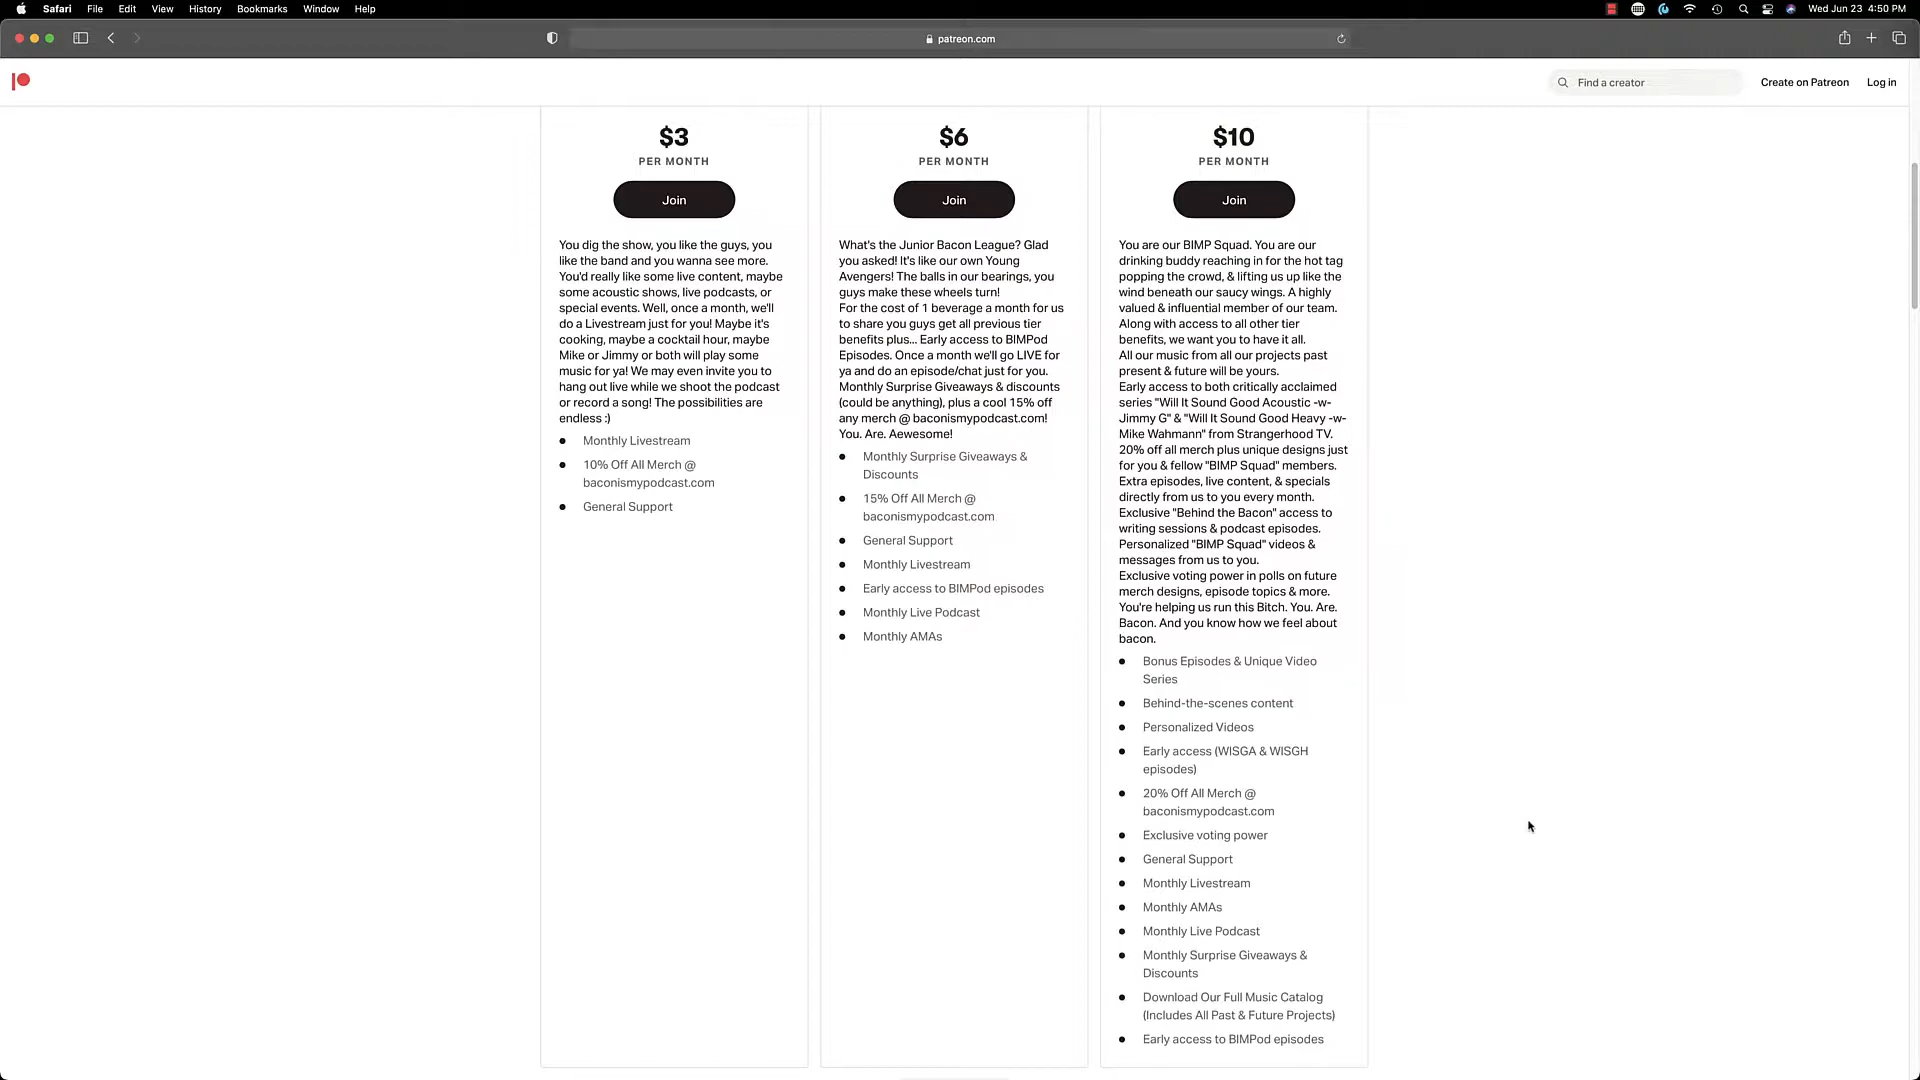 Safari File Edit View History Bookmarks Window Help
Wed Jun 23 4:50 PM
patreon.com
Find a creator
Create on Patreon
Log in
$3
PER MONTH
Join
You dig the show, you like the guys, you
like the band and you wanna see more.
You'd really like some live content, maybe
some acoustic shows, live podcasts, or
special events. Well, once a month, we'll
do a Livestream just for you! Maybe it's
cooking, maybe a cocktail hour, maybe
Mike or Jimmy or both will play some
music for ya! We may even invite you to
hang out live while we shoot the podcast
or record a song! The possibilities are
endless :)
Monthly Livestream
10% Off All Merch @
baconismypodcast.com
General Support
$6
PER MONTH
Join
What's the Junior Bacon League? Glad
you asked! It's like our own Young
Avengers! The balls in our bearings, you
guys make these wheels turn!
For the cost of 1 beverage a month for us
to share you guys get all previous tier
benefits plus... Early access to BIMPod
Episodes. Once a month we'll go LIVE for
ya and do an episode/chat just for you.
Monthly Surprise Giveaways & discounts
(could be anything), plus a cool 15% off
any merch @ baconismypodcast.com!
You. Are. Aewesome!
Monthly Surprise Giveaways &
Discounts
15% Off All Merch @
baconismypodcast.com
General Support
Monthly Livestream
Early access to BIMPod episodes
Monthly Live Podcast
Monthly AMAs
$10
PER MONTH
Join
You are our BIMP Squad. You are our
drinking buddy reaching in for the hot tag
popping the crowd, & lifting us up like the
wind beneath our saucy wings. A highly
valued & influential member of our team.
Along with access to all other tier
benefits, we want you to have it all.
All our music from all our projects past
present & future will be yours.
Early access to both critically acclaimed
series "Will It Sound Good Acoustic -w-
Jimmy G" & "Will It Sound Good Heavy -w-
Mike Wahmann" from Strangerhood TV.
20% off all merch plus unique designs just
for you & fellow "BIMP Squad" members.
Extra episodes, live content, & specials
directly from us to you every month.
Exclusive "Behind the Bacon" access to
writing sessions & podcast episodes.
Personalized "BIMP Squad" videos &
messages from us to you.
Exclusive voting power in polls on future
merch designs, episode topics & more.
You're helping us run this Bitch. You. Are.
Bacon. And you know how we feel about
bacon.
Bonus Episodes & Unique Video
Series
Behind-the-scenes content
Personalized Videos
Early access (WISGA & WISGH
episodes)
20% Off All Merch @
baconismypodcast.com
Exclusive voting power
General Support
Monthly Livestream
Monthly AMAs
Monthly Live Podcast
Monthly Surprise Giveaways &
Discounts
Download Our Full Music Catalog
(Includes All Past & Future Projects)
Early access to BIMPod episodes